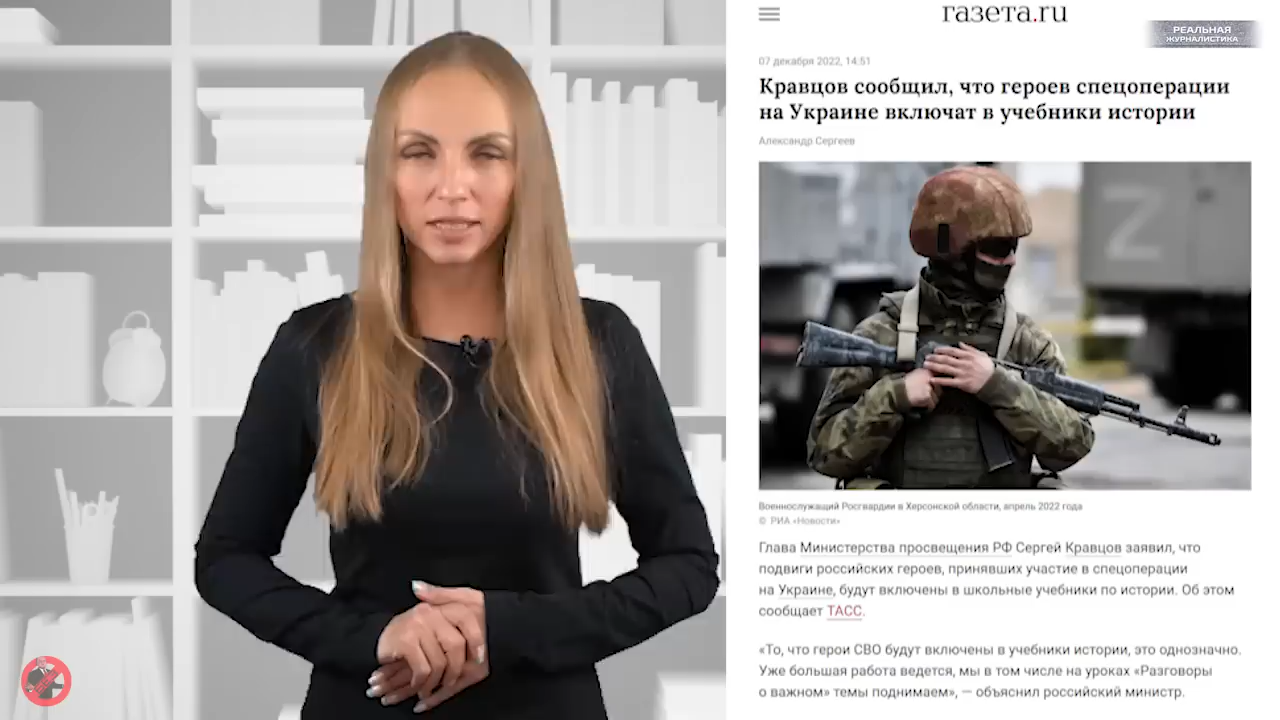 газета.ru
РЕАЛЬНАЯ
ЖУРНАЛИСТИКА
07 декабря 2022, 14:51
Кравцов сообщил, что героев спецоперации
на Украине включат в учебники истории
Александр Сергеев
Z
Военнослужащий Росгвардии в Херсонской области, апрель 2022 года
© РИА «Новости»
Глава Министерства просвещения РФ Сергей Кравцов заявил, что
подвиги российских героев, принявших участие в спецоперации
на Украине, будут включены в школьные учебники по истории. Об этом
сообщает ТАСС.
«То, что герои СВО будут включены в учебники истории, это однозначно.
Уже большая работа ведется, мы в том числе на уроках «Разговоры
о важном» темы поднимаем», — объяснил российский министр.